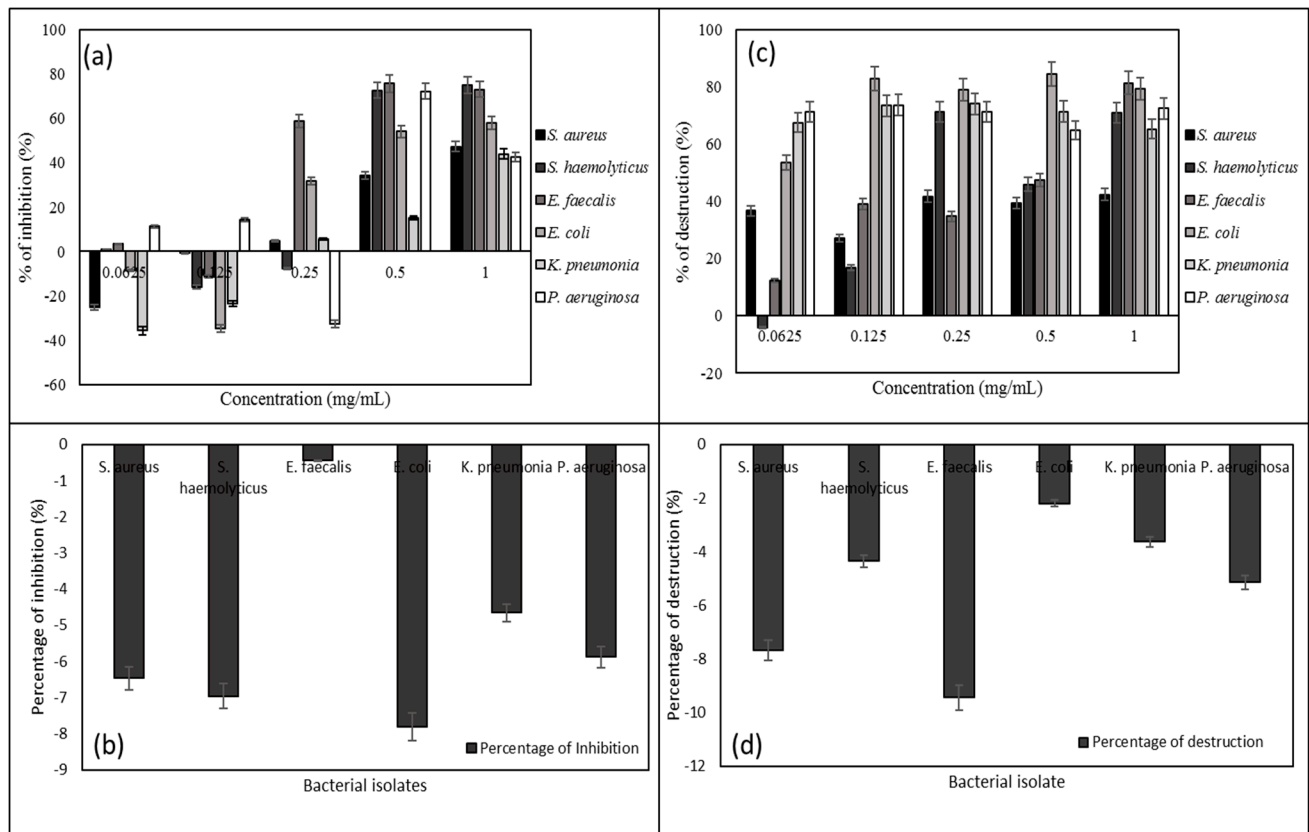 (a)
% of inhibition (%)
100
80
60
40
20
0
-20
-40
-60
0.0625
0.125
0.25
0.5
1
Concentration (mg/mL)
S. aureus
S. haemolyticus
E. faecalis
E. coli
K. pneumonia
P. aeruginosa
(c)
% of destruction (%)
100
80
60
40
20
0
-20
0.0625
0.125
0.25
0.5
1
Concentration (mg/mL)
S. aureus
S. haemolyticus
E. faecalis
E. coli
K. pneumonia
P. aeruginosa
(b)
Percentage of inhibition (%)
0
-1
-2
-3
-4
-5
-6
-7
-8
-9
S. aureus
S.
haemolyticus
E. faecalis
E. coli
K. pneumonia
P. aeruginosa
Percentage of Inhibition
Bacterial isolates
(d)
Percentage of destruction (%)
0
-2
-4
-6
-8
-10
-12
S. aureus
S.
haemolyticus
E. faecalis
E. coli
K. pneumonia
P. aeruginosa
Percentage of destruction
Bacterial isolate